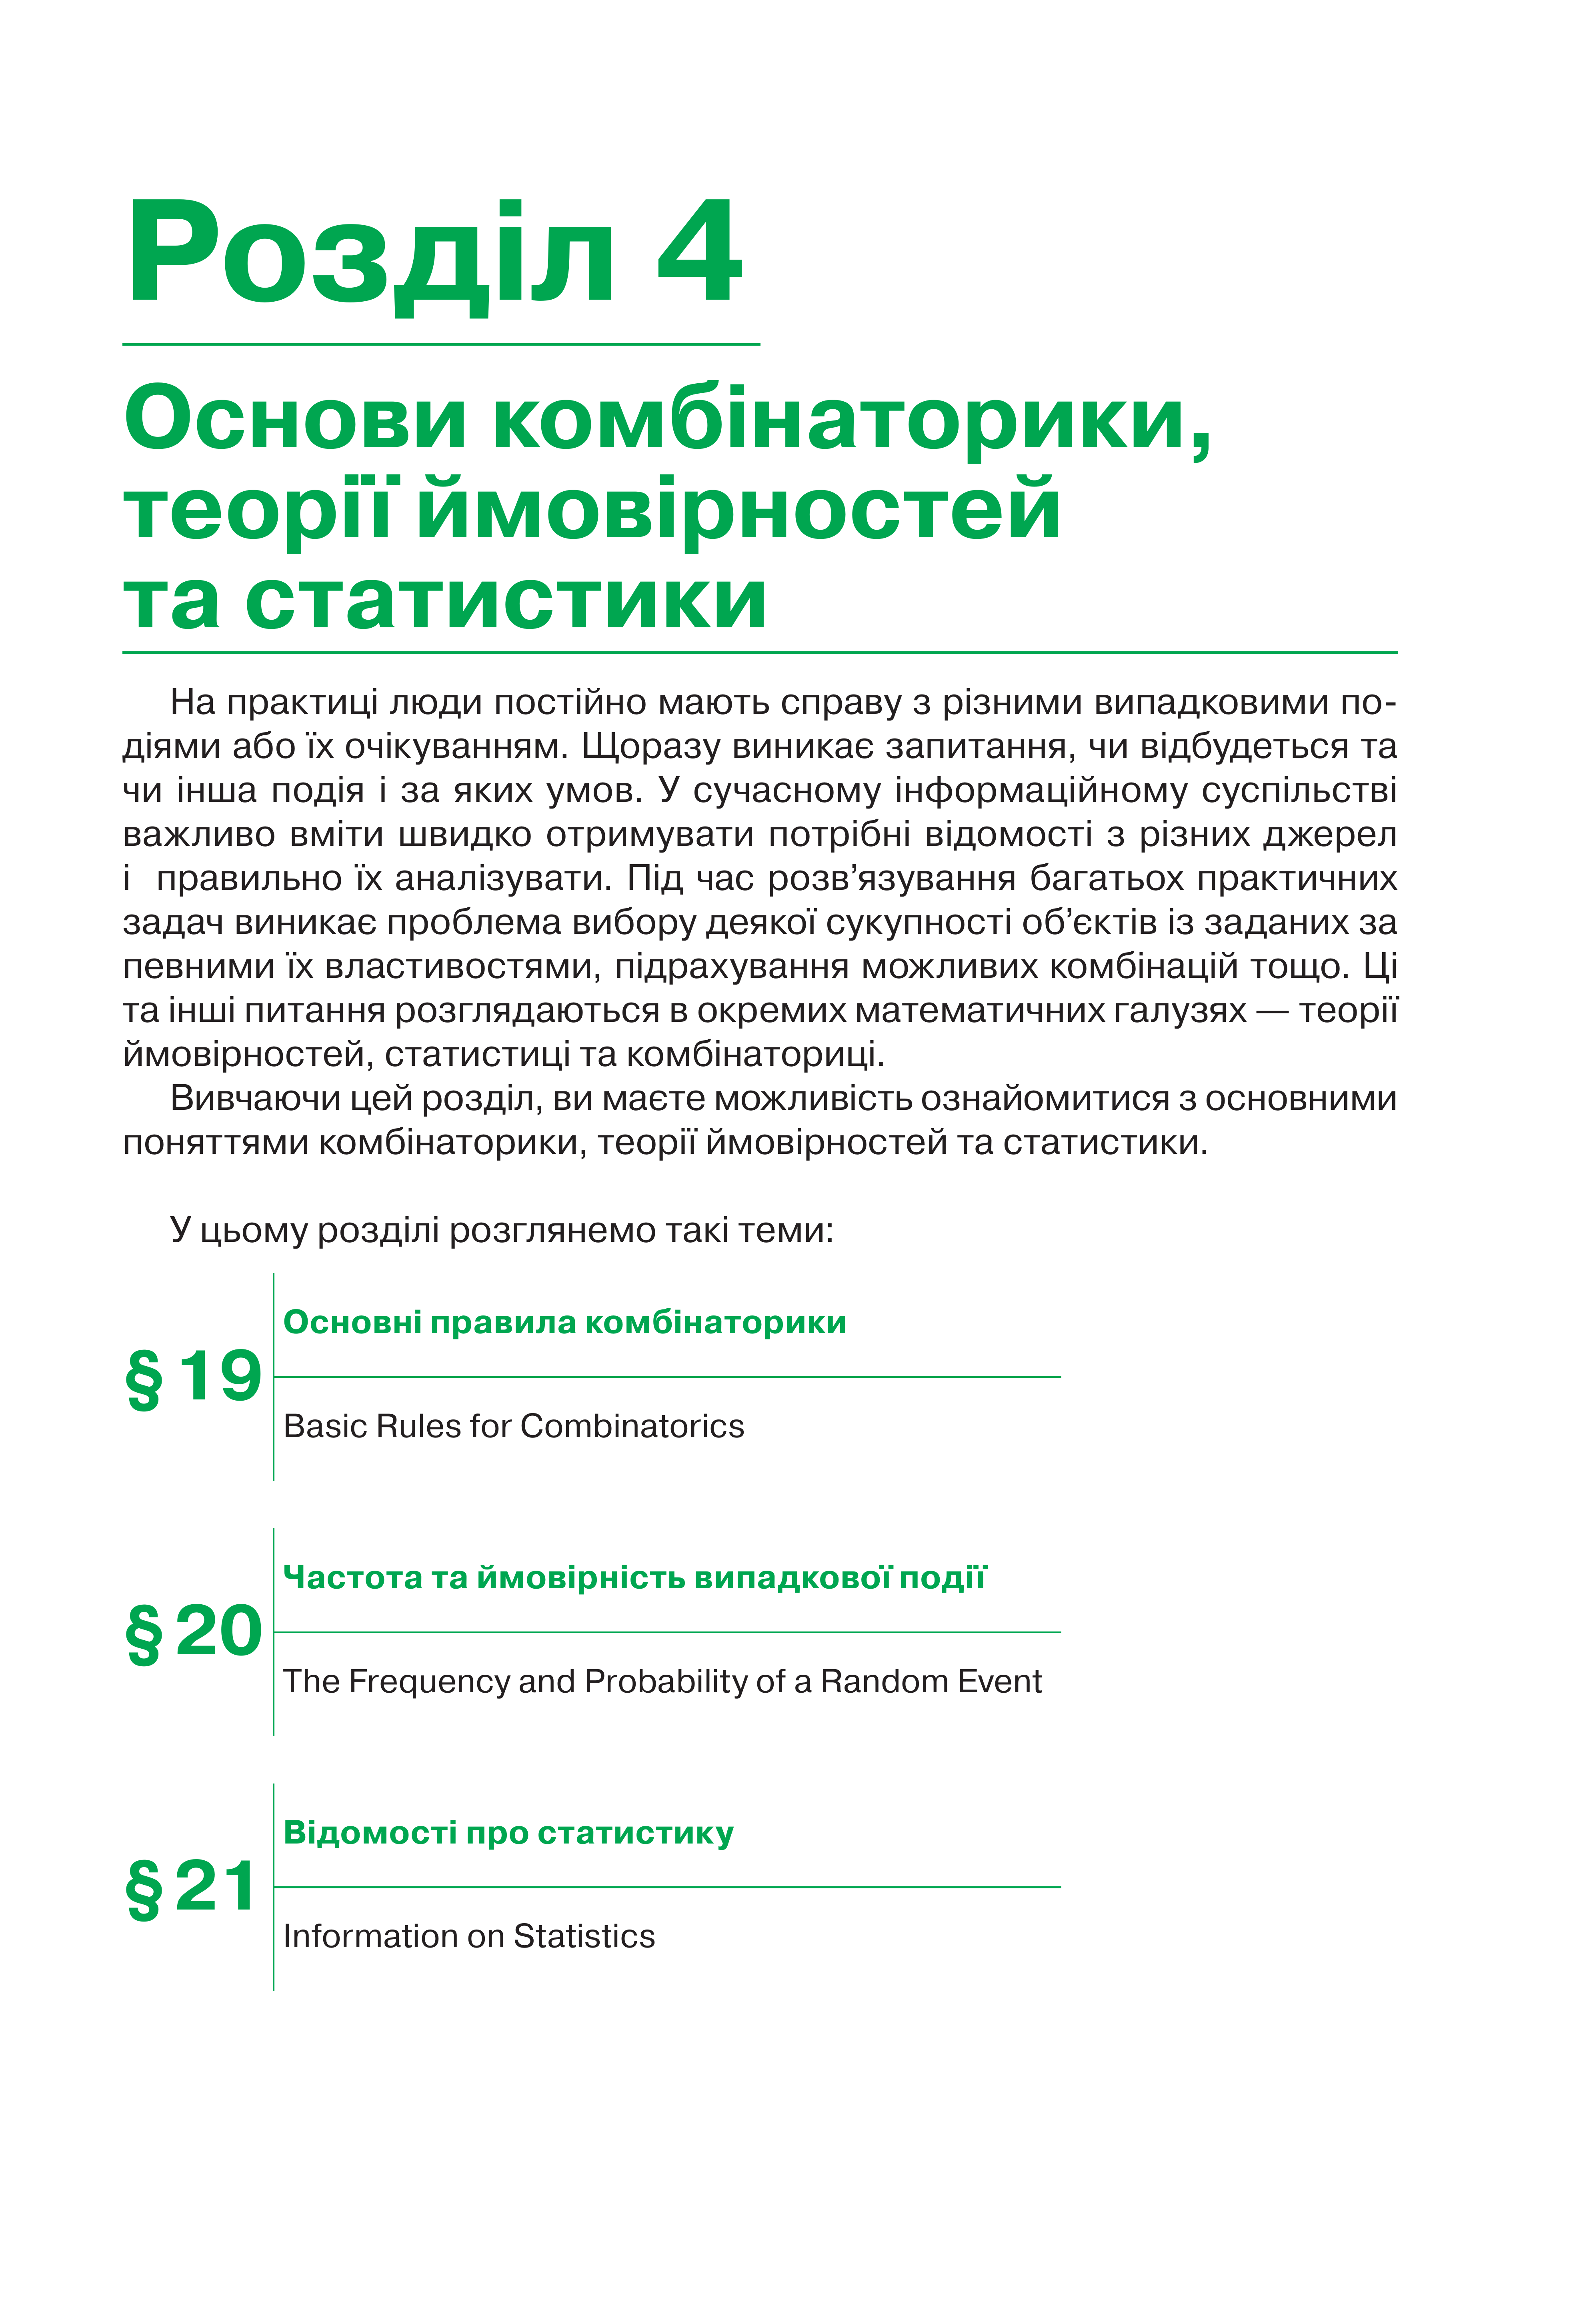 Розділ 4
Основи комбінаторики,
теорії ймовірностей
та статистики
На практиці люди постійно мають справу з різними випадковими по-
діями або їх очікуванням. Щоразу виникає запитання, чи відбудеться та
чи інша подія і за яких умов. У сучасному інформаційному суспільстві
важливо вміти швидко отримувати потрібні відомості з різних джерел
і правильно їх аналізувати. Під час розв’язування багатьох практичних
задач виникає проблема вибору деякої сукупності об’єктів із заданих за
певними їх властивостями, підрахування можливих комбінацій тощо. Ці
та інші питання розглядаються в окремих математичних галузях — теорії
ймовірностей, статистиці та комбінаториці.
Вивчаючи цей розділ, ви маєте можливість ознайомитися з основними
поняттями комбінаторики, теорії ймовірностей та статистики.
У цьому розділі розглянемо такі теми:
§ 19
Основні правила комбінаторики
Basic Rules for Combinatorics
§ 20
Частота та ймовірність випадкової події
The Frequency and Probability of a Random Event
§ 21
Відомості про статистику
Information on Statistics